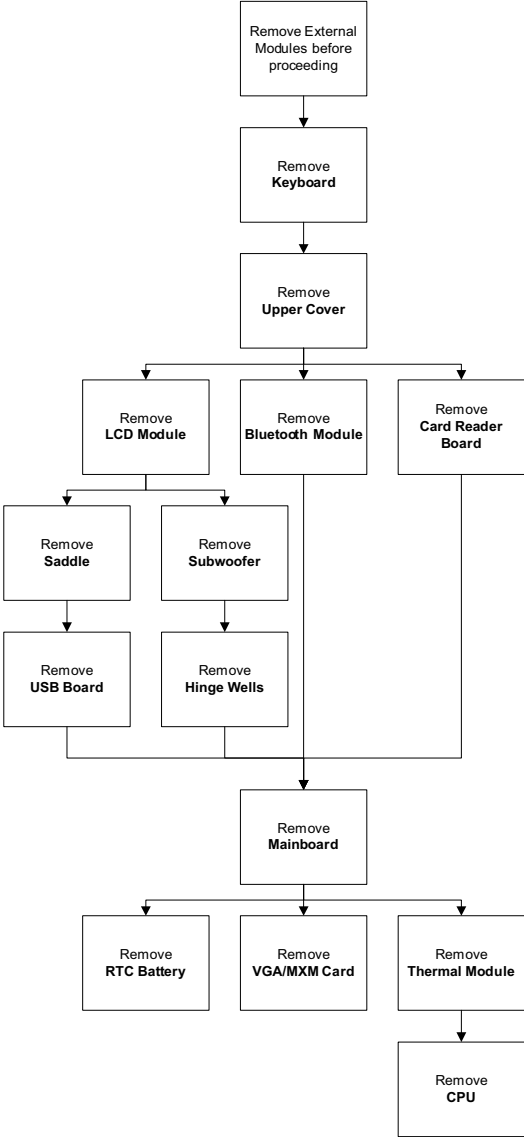 Remove External
Modules before
proceeding
Remove
Keyboard
Remove
Upper Cover
Remove
LCD Module
Remove
Bluetooth Module
Remove
Card Reader
Board
Remove
Saddle
Remove
Subwoofer
Remove
USB Board
Remove
Hinge Wells
Remove
Mainboard
Remove
RTC Battery
Remove
VGA/MXM Card
Remove
Thermal Module
Remove
CPU